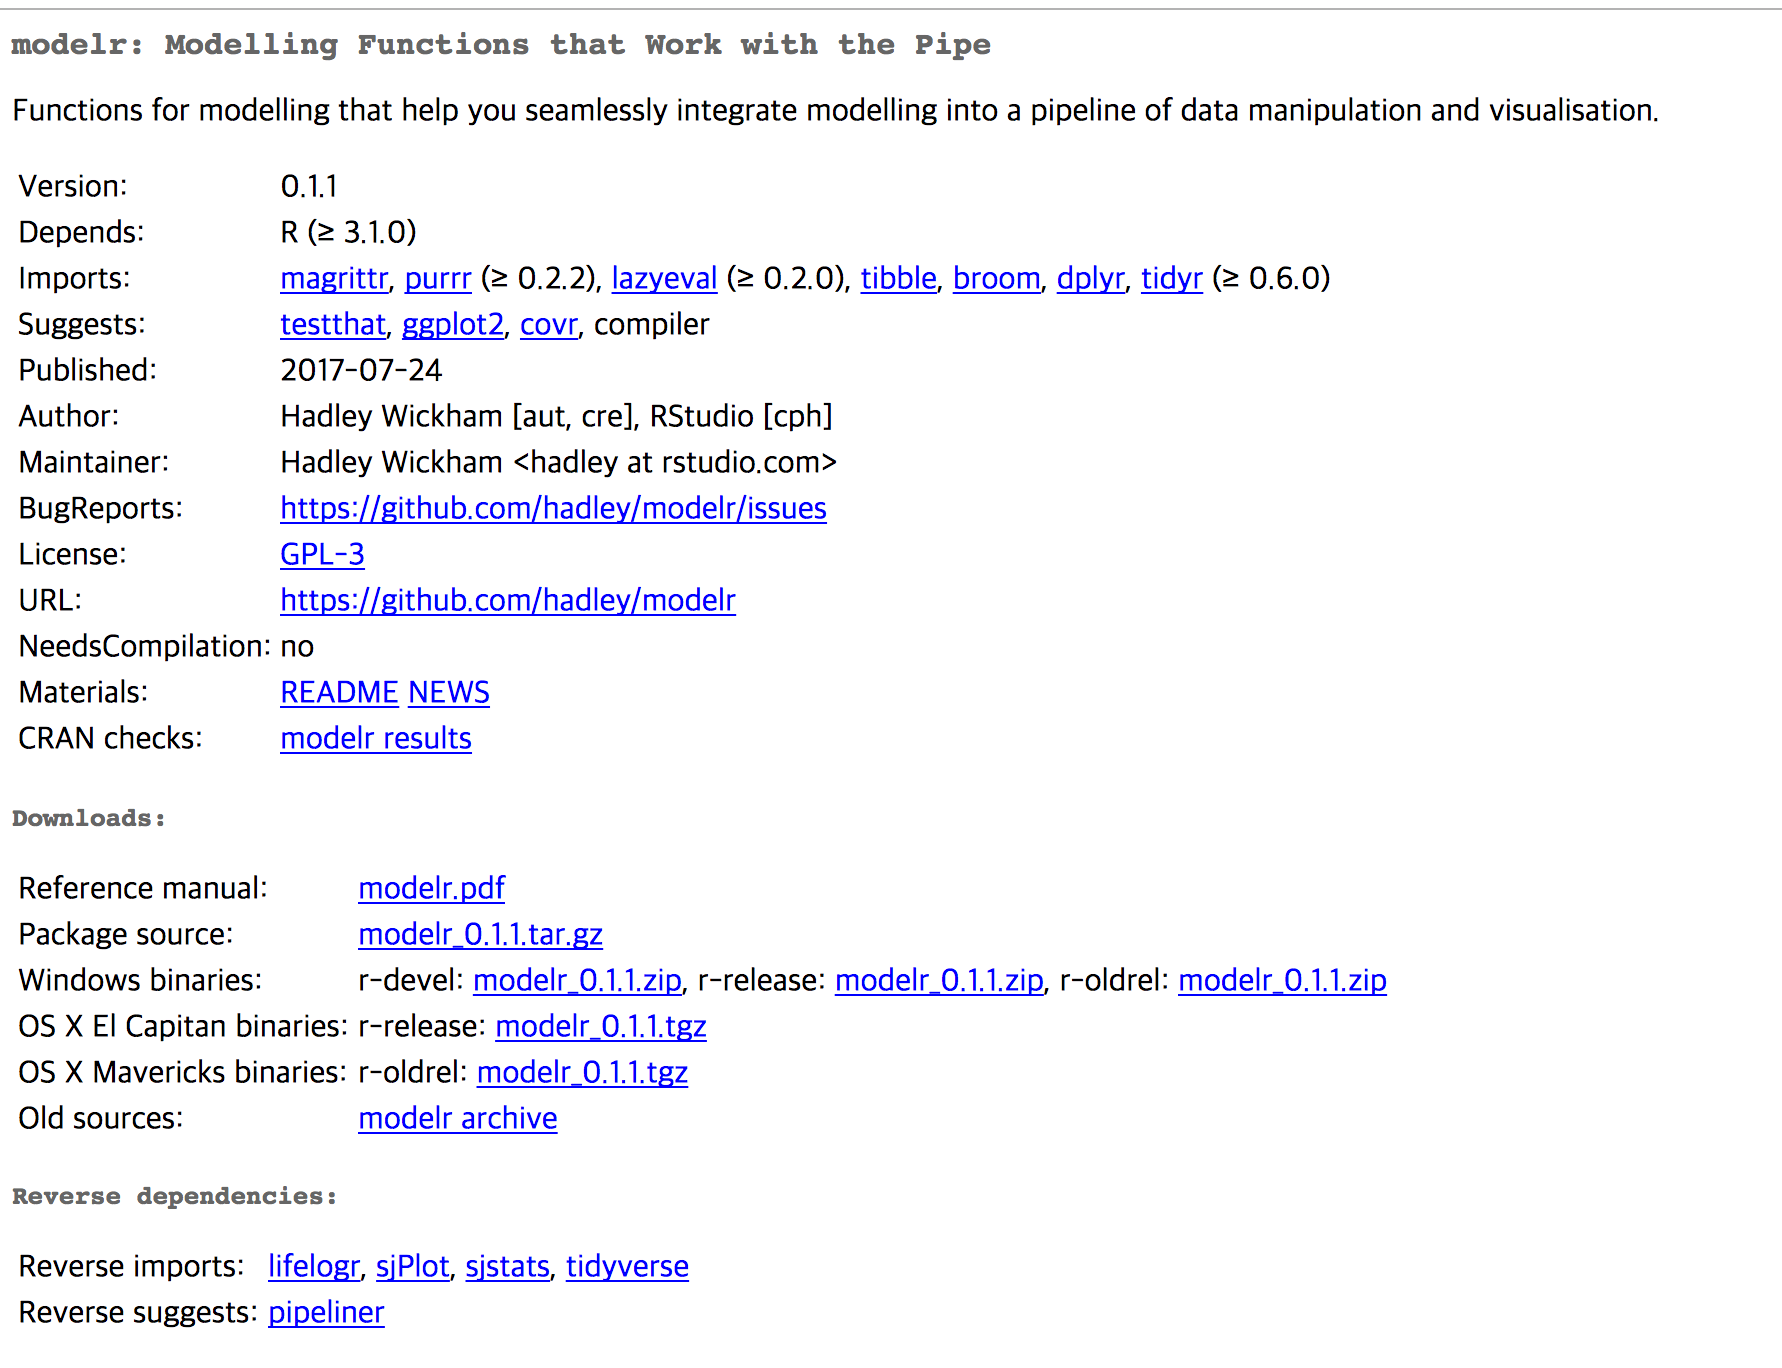 modelr: Modelling Functions that Work with the Pipe
Functions for modelling that help you seamlessly integrate modelling into a pipeline of data manipulation and visualisation.
Version: 0.1.1
Depends: R (≥ 3.1.0)
Imports: magrittr, purrr (≥ 0.2.2), lazyeval (≥ 0.2.0), tibble, broom, dplyr, tidyr (≥ 0.6.0)
Suggests: testthat, ggplot2, covr, compiler
Published: 2017-07-24
Author: Hadley Wickham [aut, cre], RStudio [cph]
Maintainer: Hadley Wickham <hadley at rstudio.com>
BugReports: https://github.com/hadley/modelr/issues
License: GPL-3
URL: https://github.com/hadley/modelr
NeedsCompilation: no
Materials: README NEWS
CRAN checks: modelr results
Downloads:
Reference manual: modelr.pdf
Package source: modelr_0.1.1.tar.gz
Windows binaries: r-devel: modelr_0.1.1.zip, r-release: modelr_0.1.1.zip, r-oldrel: modelr_0.1.1.zip
OS X El Capitan binaries: r-release: modelr_0.1.1.tgz
OS X Mavericks binaries: r-oldrel: modelr_0.1.1.tgz
Old sources: modelr archive
Reverse dependencies:
Reverse imports: lifelogr, sjPlot, sjstats, tidyverse
Reverse suggests: pipeliner